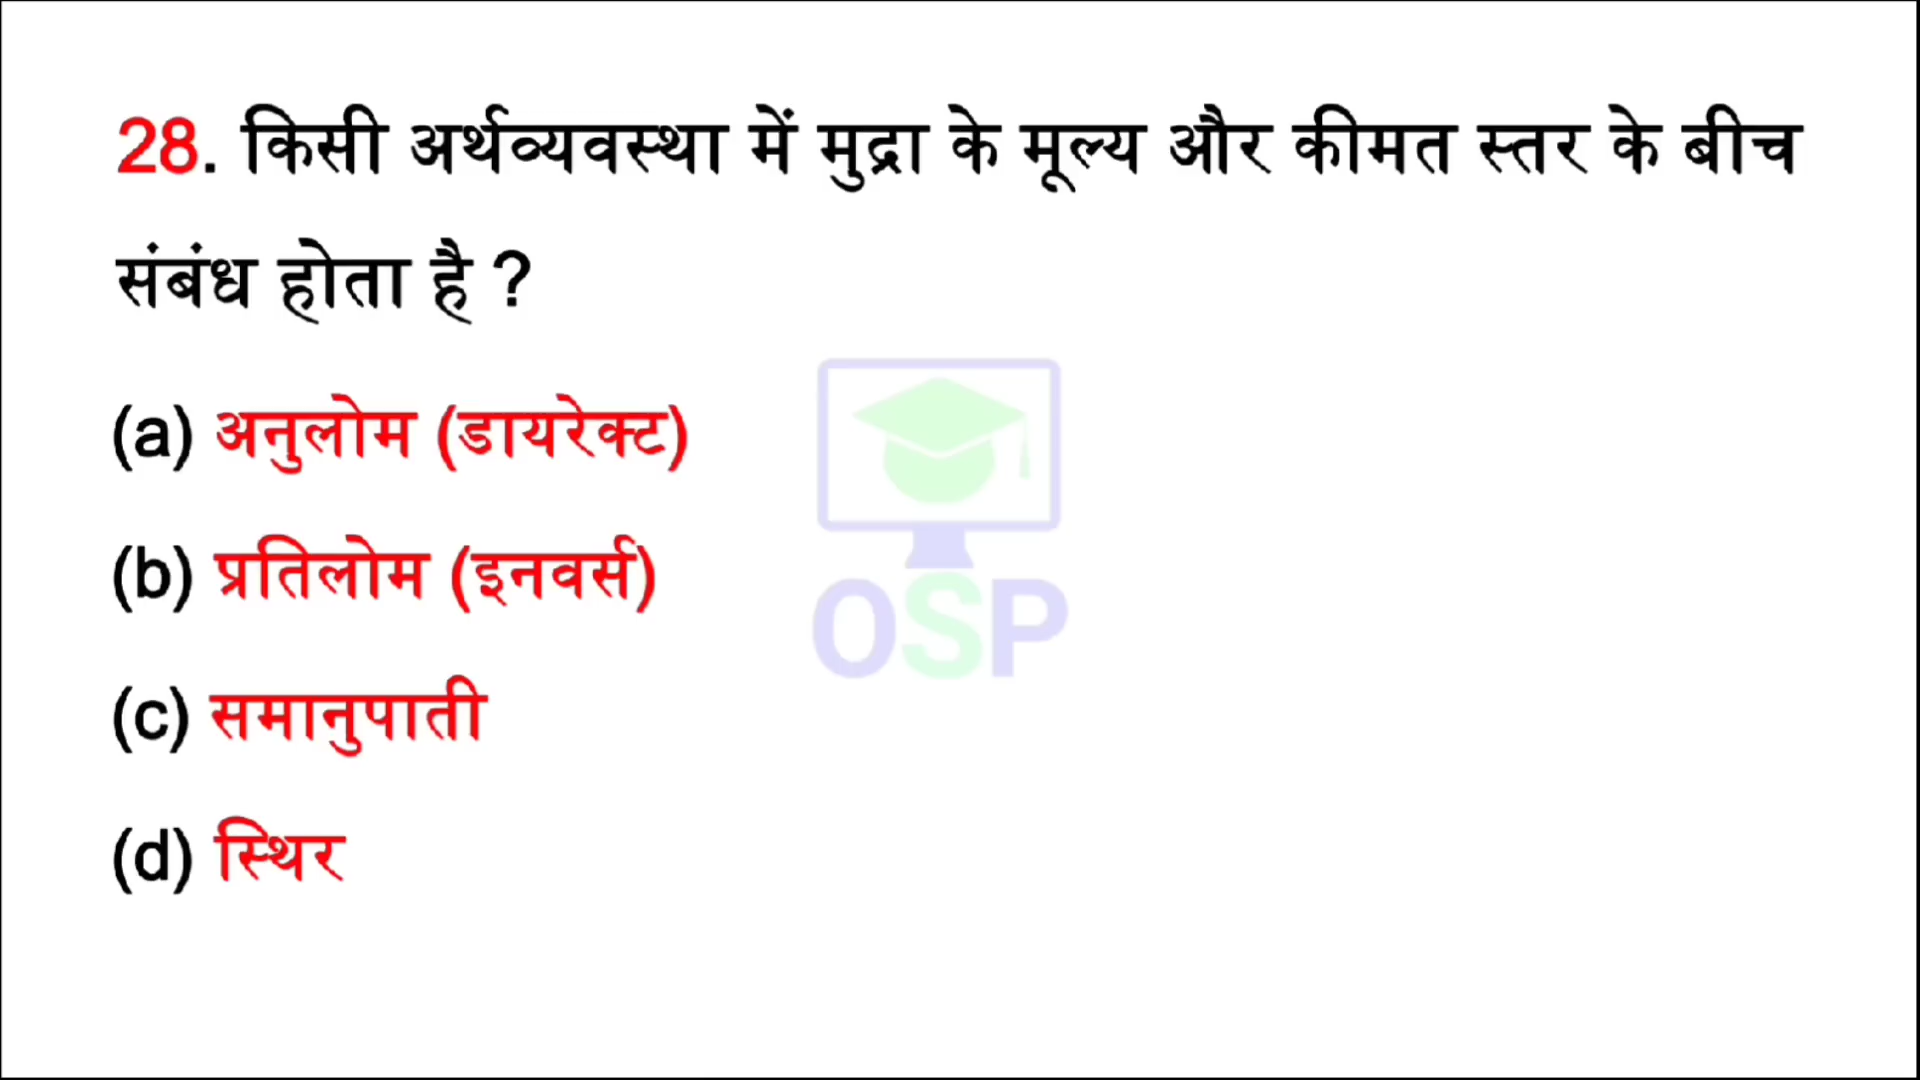 28. किसी अर्थव्यवस्था में मुद्रा के मूल्य और कीमत स्तर के बीच
संबंध होता है ?
(a) अनुलोम (डायरेक्ट)
(b) प्रतिलोम (इनवर्स)
(c) समानुपाती
(d) स्थिर
OSP